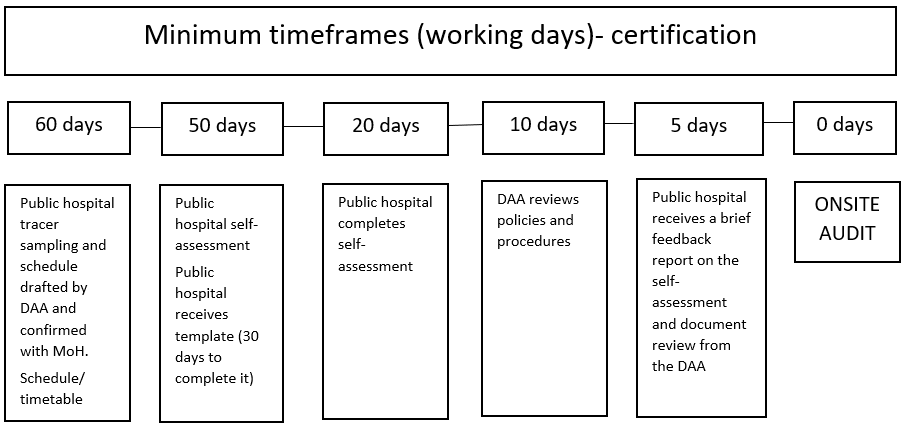 Minimum timeframes (working days)- certification
60 days
50 days
20 days
10 days
5 days
0 days
Public hospital
tracer
sampling and
schedule
drafted by
DAA and
confirmed
with MoH.
Schedule/
timetable
Public
hospital self-
assessment
Public
hospital
receives
template (30
days to
complete it)
Public hospital
completes
self-
assessment
DAA reviews
policies and
procedures
Public hospital
receives a brief
feedback
report on the
self-
assessment
and document
review from
the DAA
ONSITE
AUDIT